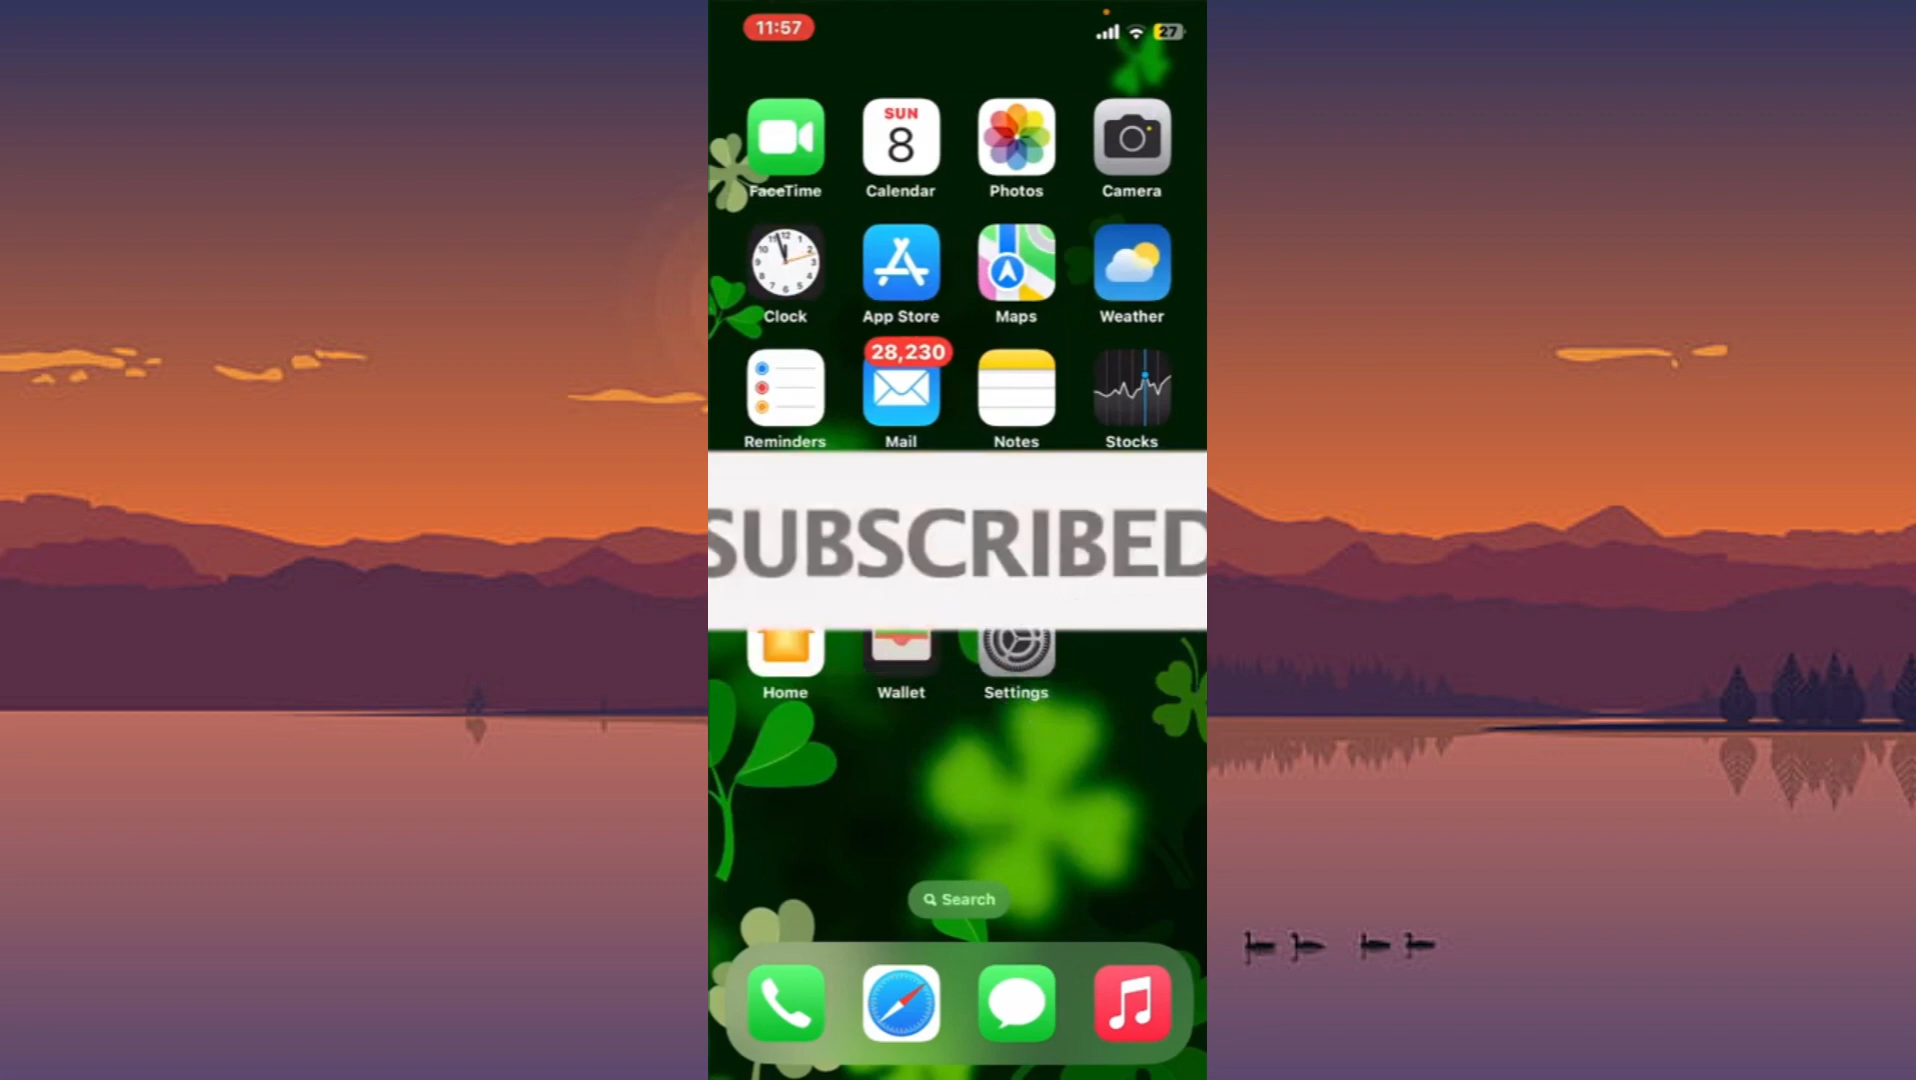 11:57
27
SUN
8
FaceTime Calendar Photos Camera
Clock App Store Maps Weather
28,230
Reminders Mail Notes Stocks
SUBSCRIBED
Home Wallet Settings
Search